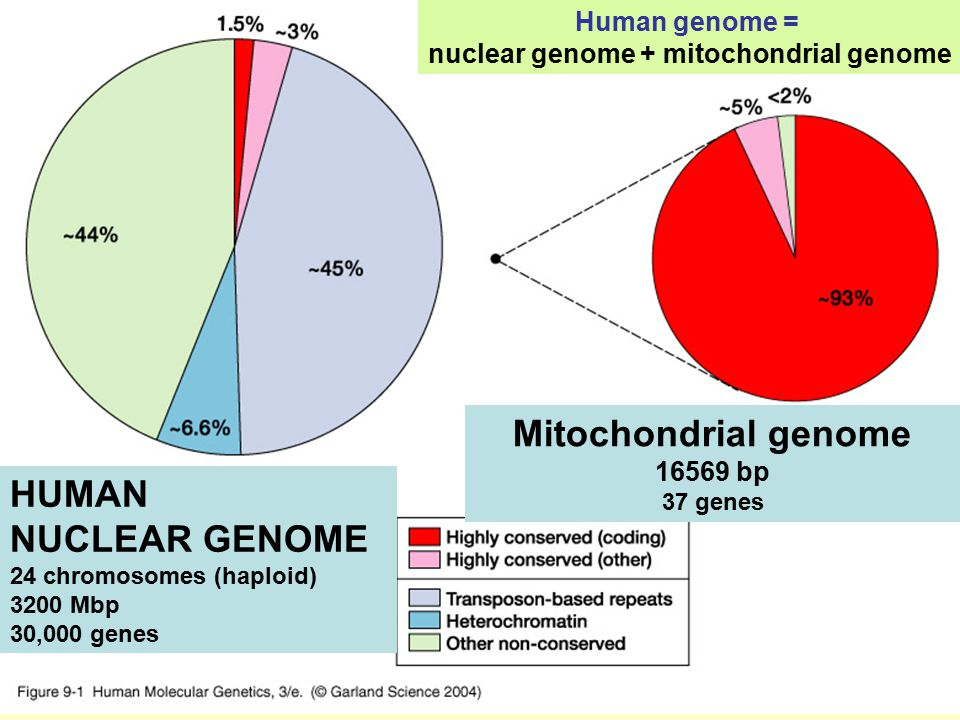 Human genome =
nuclear genome + mitochondrial genome
1.5%
~3%
~44%
~45%
~6.6%
~5%
<2%
~93%
Mitochondrial genome
16569 bp
37 genes
HUMAN
NUCLEAR GENOME
24 chromosomes (haploid)
3200 Mbp
30,000 genes
Highly conserved (coding)
Highly conserved (other)
Transposon-based repeats
Heterochromatin
Other non-conserved
Figure 9-1 Human Molecular Genetics, 3/e. (© Garland Science 2004)